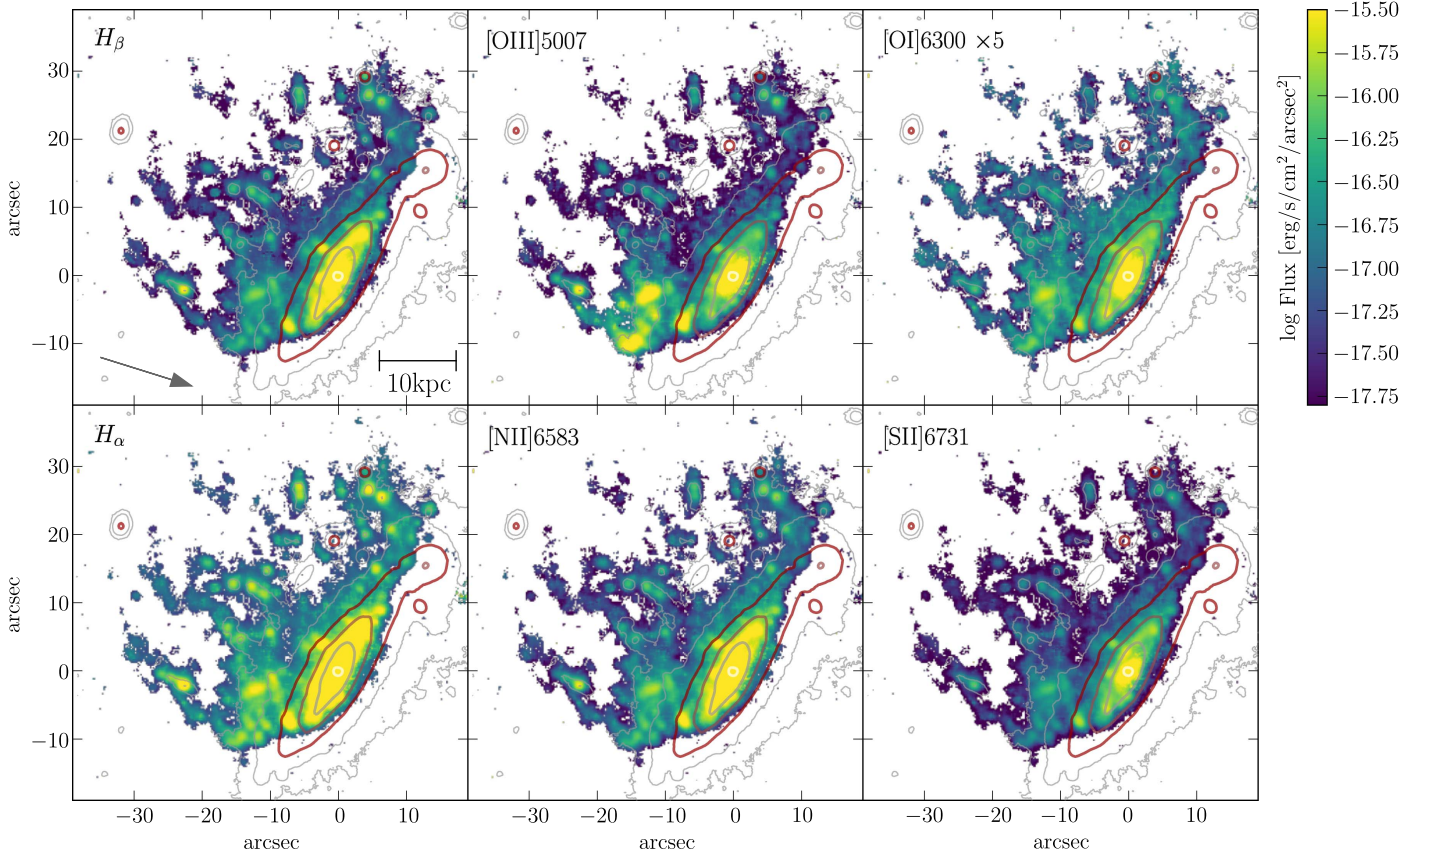 H_β
[OIII]5007
[OI]6300 ×5
30
20
10
0
−10
arcsec
10kpc
H_α
[NII]6583
[SII]6731
30
20
10
0
−10
arcsec
−30 −20 −10 0 10
−30 −20 −10 0 10
−30 −20 −10 0 10
arcsec
arcsec
arcsec
−15.50
−15.75
−16.00
−16.25
−16.50
−16.75
−17.00
−17.25
−17.50
−17.75
log Flux [erg/s/cm²/arcsec²]